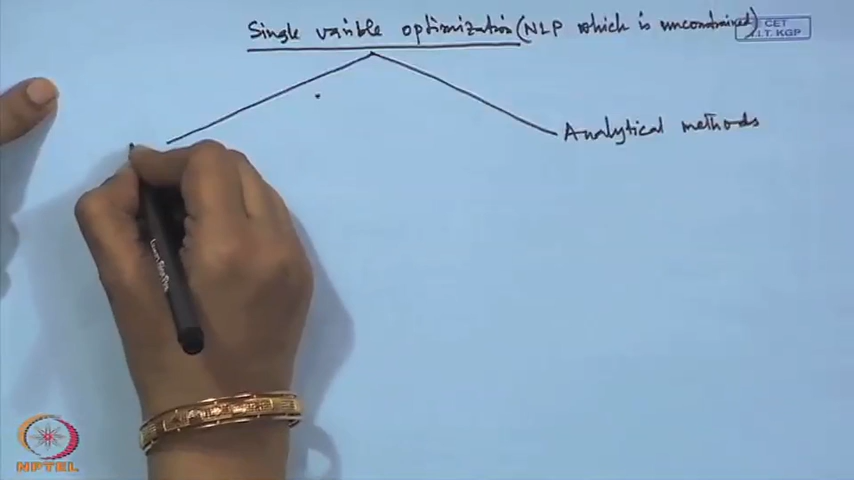 Single variable optimization (NLP which is unconstrained)
CET
I.I.T. KGP
Analytical methods
NPTEL